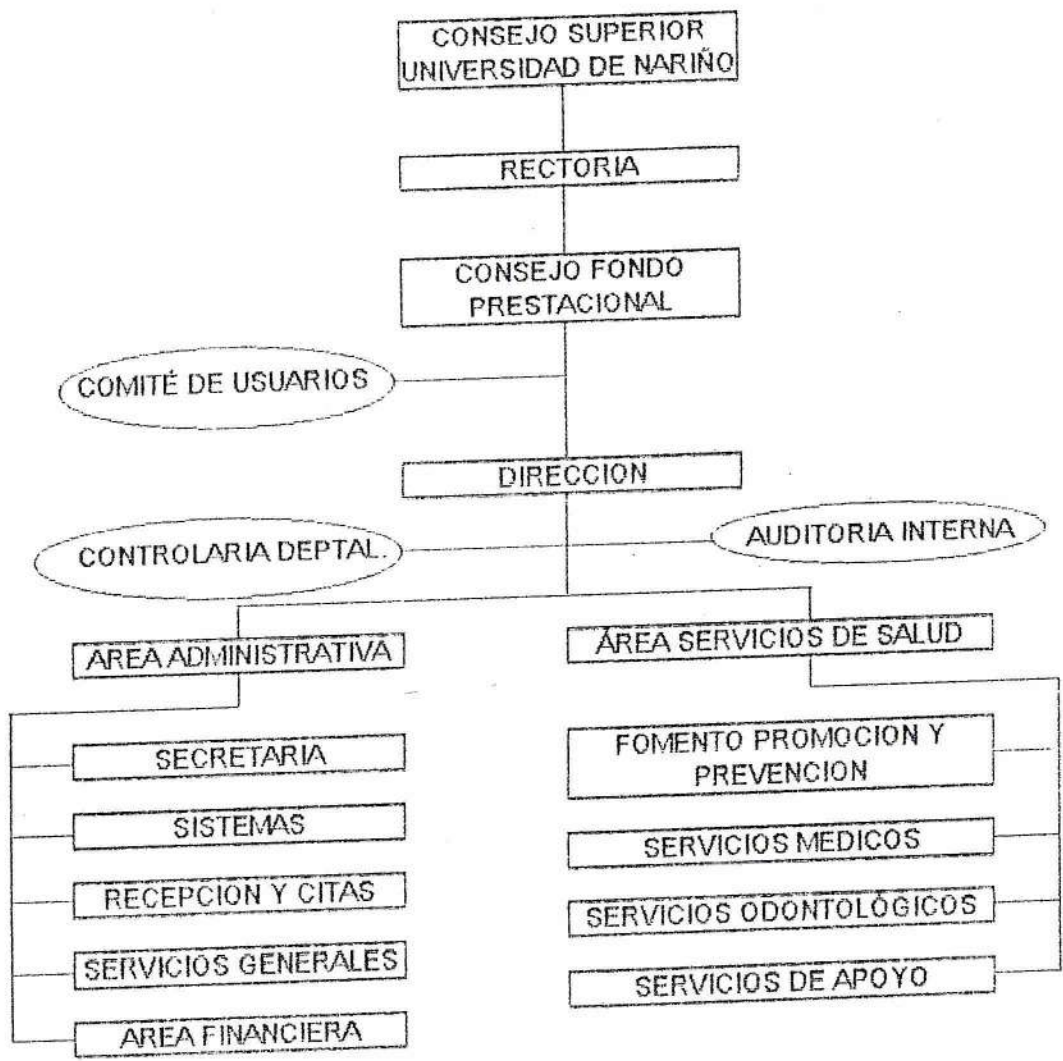 CONSEJO SUPERIOR
UNIVERSIDAD DE NARIÑO
RECTORIA
CONSEJO FONDO
PRESTACIONAL
COMITÉ DE USUARIOS
DIRECCION
CONTROLARIA DEPTAL.
AUDITORIA INTERNA
ÁREA ADMINISTRATIVA
SECRETARIA
SISTEMAS
RECEPCION Y CITAS
SERVICIOS GENERALES
AREA FINANCIERA
ÁREA SERVICIOS DE SALUD
FOMENTO PROMOCION Y
PREVENCION
SERVICIOS MEDICOS
SERVICIOS ODONTOLÓGICOS
SERVICIOS DE APOYO